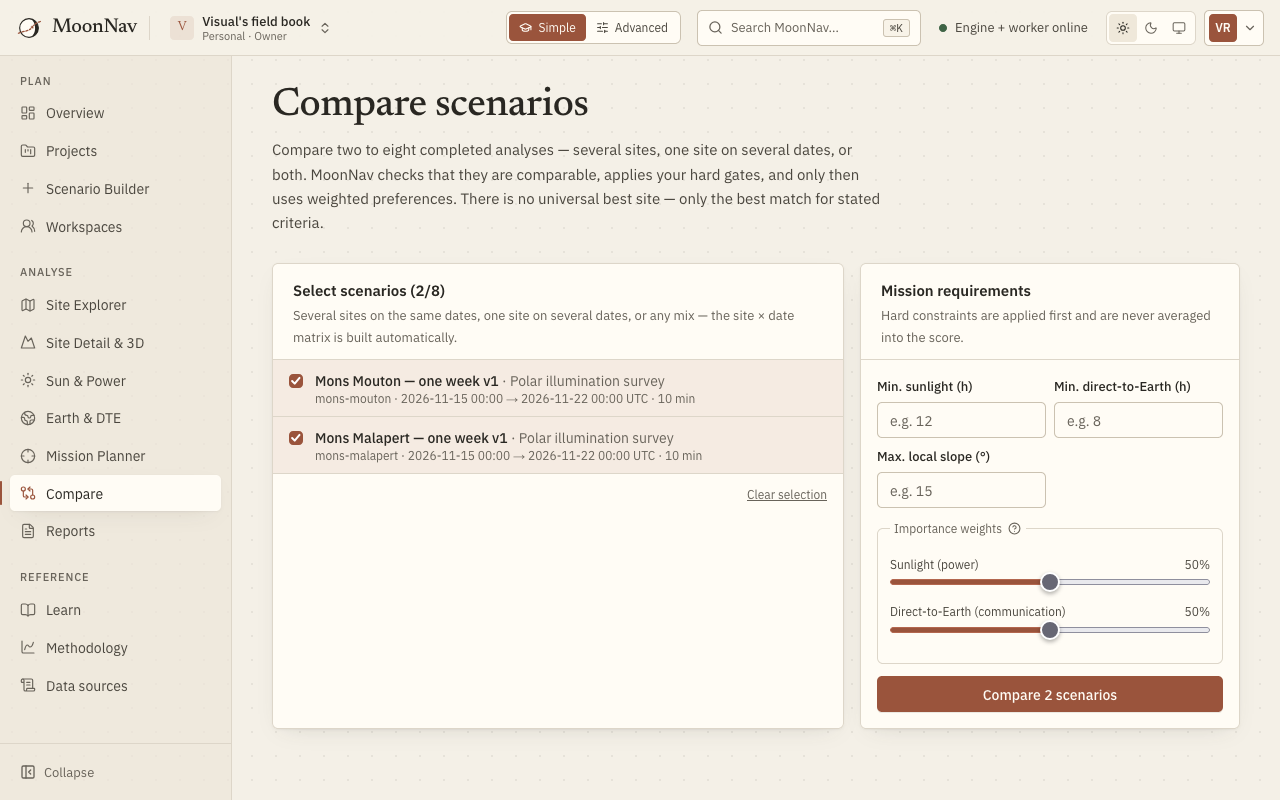 MoonNav
V
Visual's field book
Personal · Owner
Simple
Advanced
Search MoonNav...
⌘K
Engine + worker online
VR
PLAN
Overview
Projects
Scenario Builder
Workspaces
ANALYSE
Site Explorer
Site Detail & 3D
Sun & Power
Earth & DTE
Mission Planner
Compare
Reports
REFERENCE
Learn
Methodology
Data sources
Collapse
Compare scenarios
Compare two to eight completed analyses — several sites, one site on several dates, or
both. MoonNav checks that they are comparable, applies your hard gates, and only then
uses weighted preferences. There is no universal best site — only the best match for stated
criteria.
Select scenarios (2/8)
Several sites on the same dates, one site on several dates, or any mix — the site × date
matrix is built automatically.
Mons Mouton — one week v1 · Polar illumination survey
mons-mouton · 2026-11-15 00:00 → 2026-11-22 00:00 UTC · 10 min
Mons Malapert — one week v1 · Polar illumination survey
mons-malapert · 2026-11-15 00:00 → 2026-11-22 00:00 UTC · 10 min
Clear selection
Mission requirements
Hard constraints are applied first and are never averaged
into the score.
Min. sunlight (h)
Min. direct-to-Earth (h)
e.g. 12
e.g. 8
Max. local slope (°)
e.g. 15
Importance weights
Sunlight (power)
50%
Direct-to-Earth (communication)
50%
Compare 2 scenarios